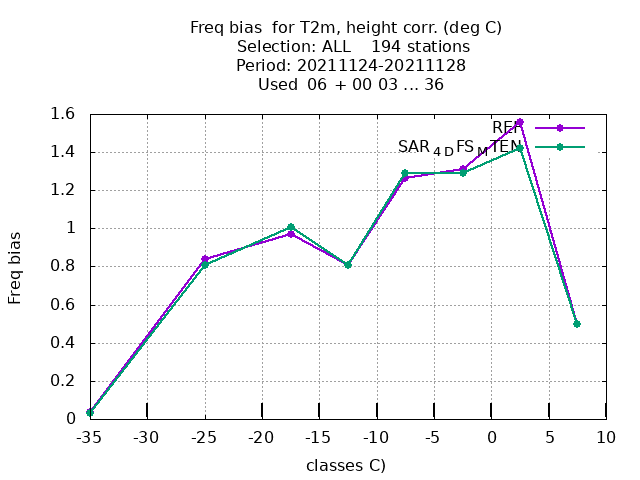 Freq bias  for T2m, height corr. (deg C)
Selection: ALL    194 stations
Period: 20211124-20211128
Used  06 + 00 03 ... 36
1.6
1.4
1.2
1
0.8
0.6
0.4
0.2
0
Freq bias
REF
SAR4DFSMTEN
-35 -30 -25 -20 -15 -10 -5 0 5 10
classes C)